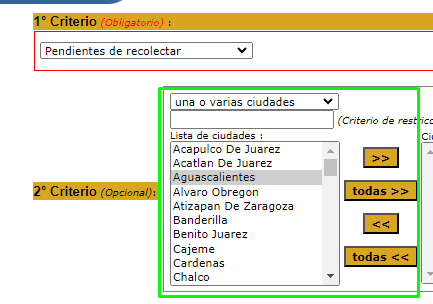 1° Criterio (Obligatorio) :
Pendientes de recolectar
una o varias ciudades
(Criterio de restric
Lista de ciudades :
Ci
Acapulco De Juarez
Acatlan De Juarez
Aguascalientes
Alvaro Obregon
Atizapan De Zaragoza
Banderilla
Benito Juarez
Cajeme
Cardenas
Chalco
>>
todas >>
<<
todas <<
2° Criterio (Opcional):